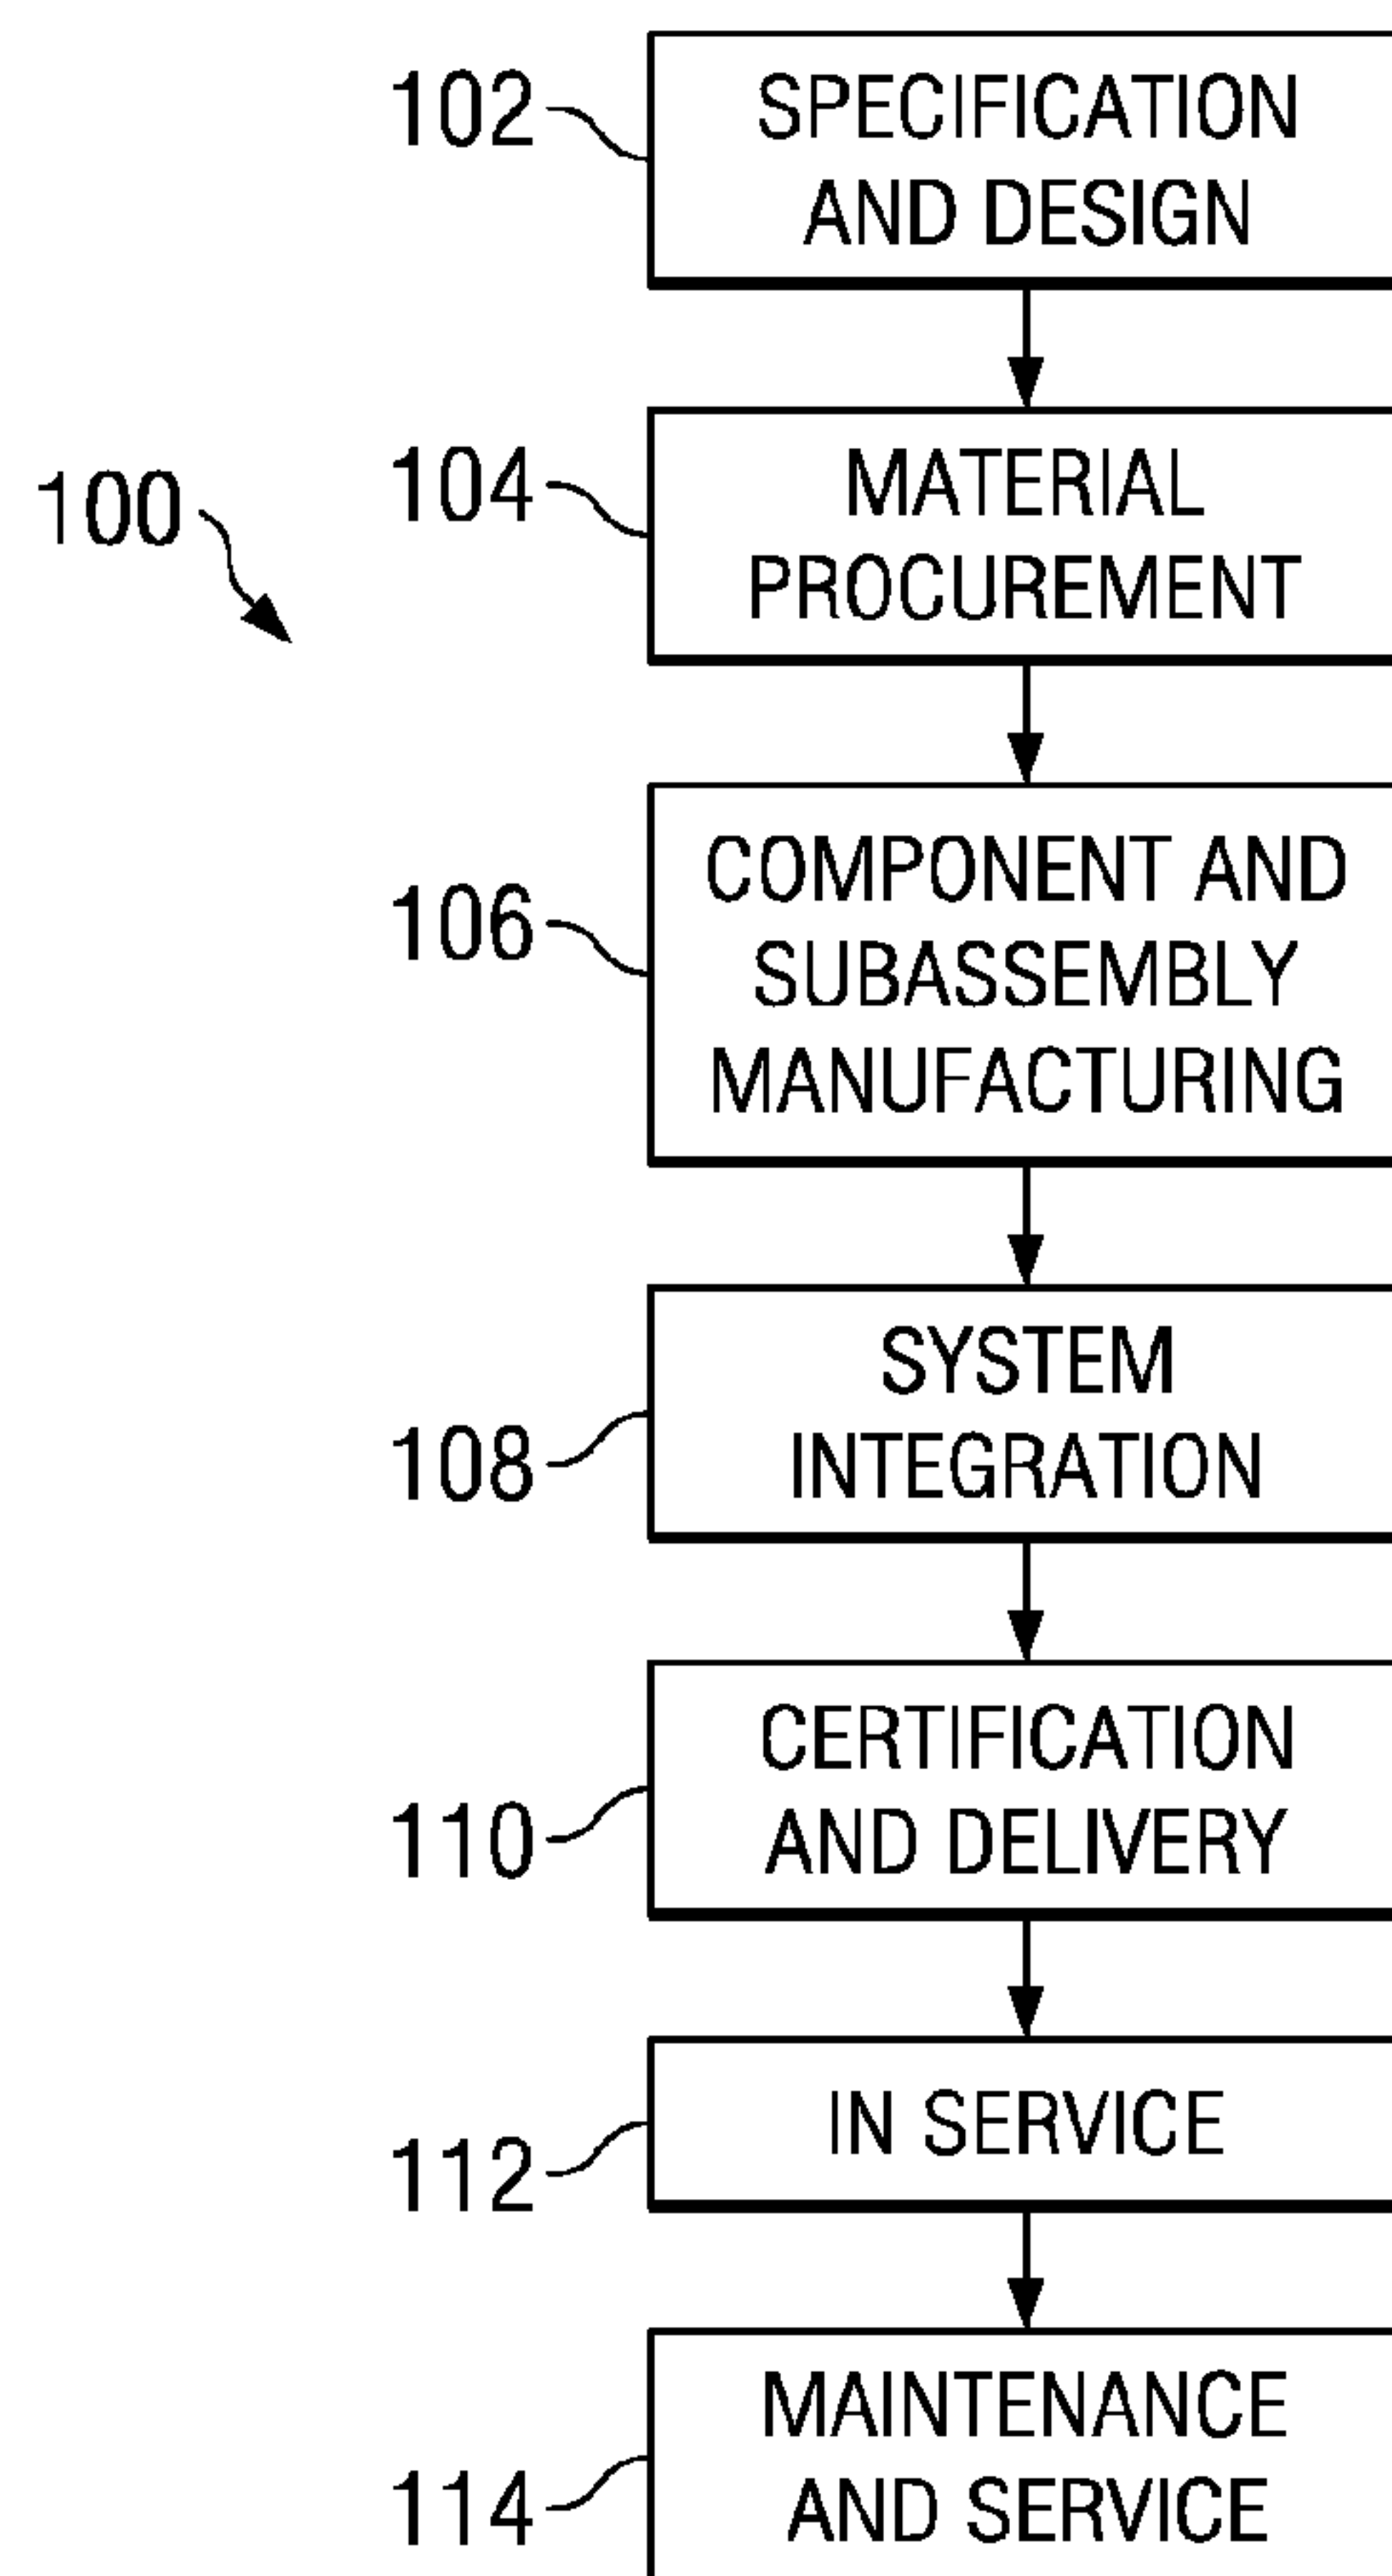 102
SPECIFICATION
AND DESIGN
100
104
MATERIAL
PROCUREMENT
106
COMPONENT AND
SUBASSEMBLY
MANUFACTURING
108
SYSTEM
INTEGRATION
110
CERTIFICATION
AND DELIVERY
112
IN SERVICE
114
MAINTENANCE
AND SERVICE